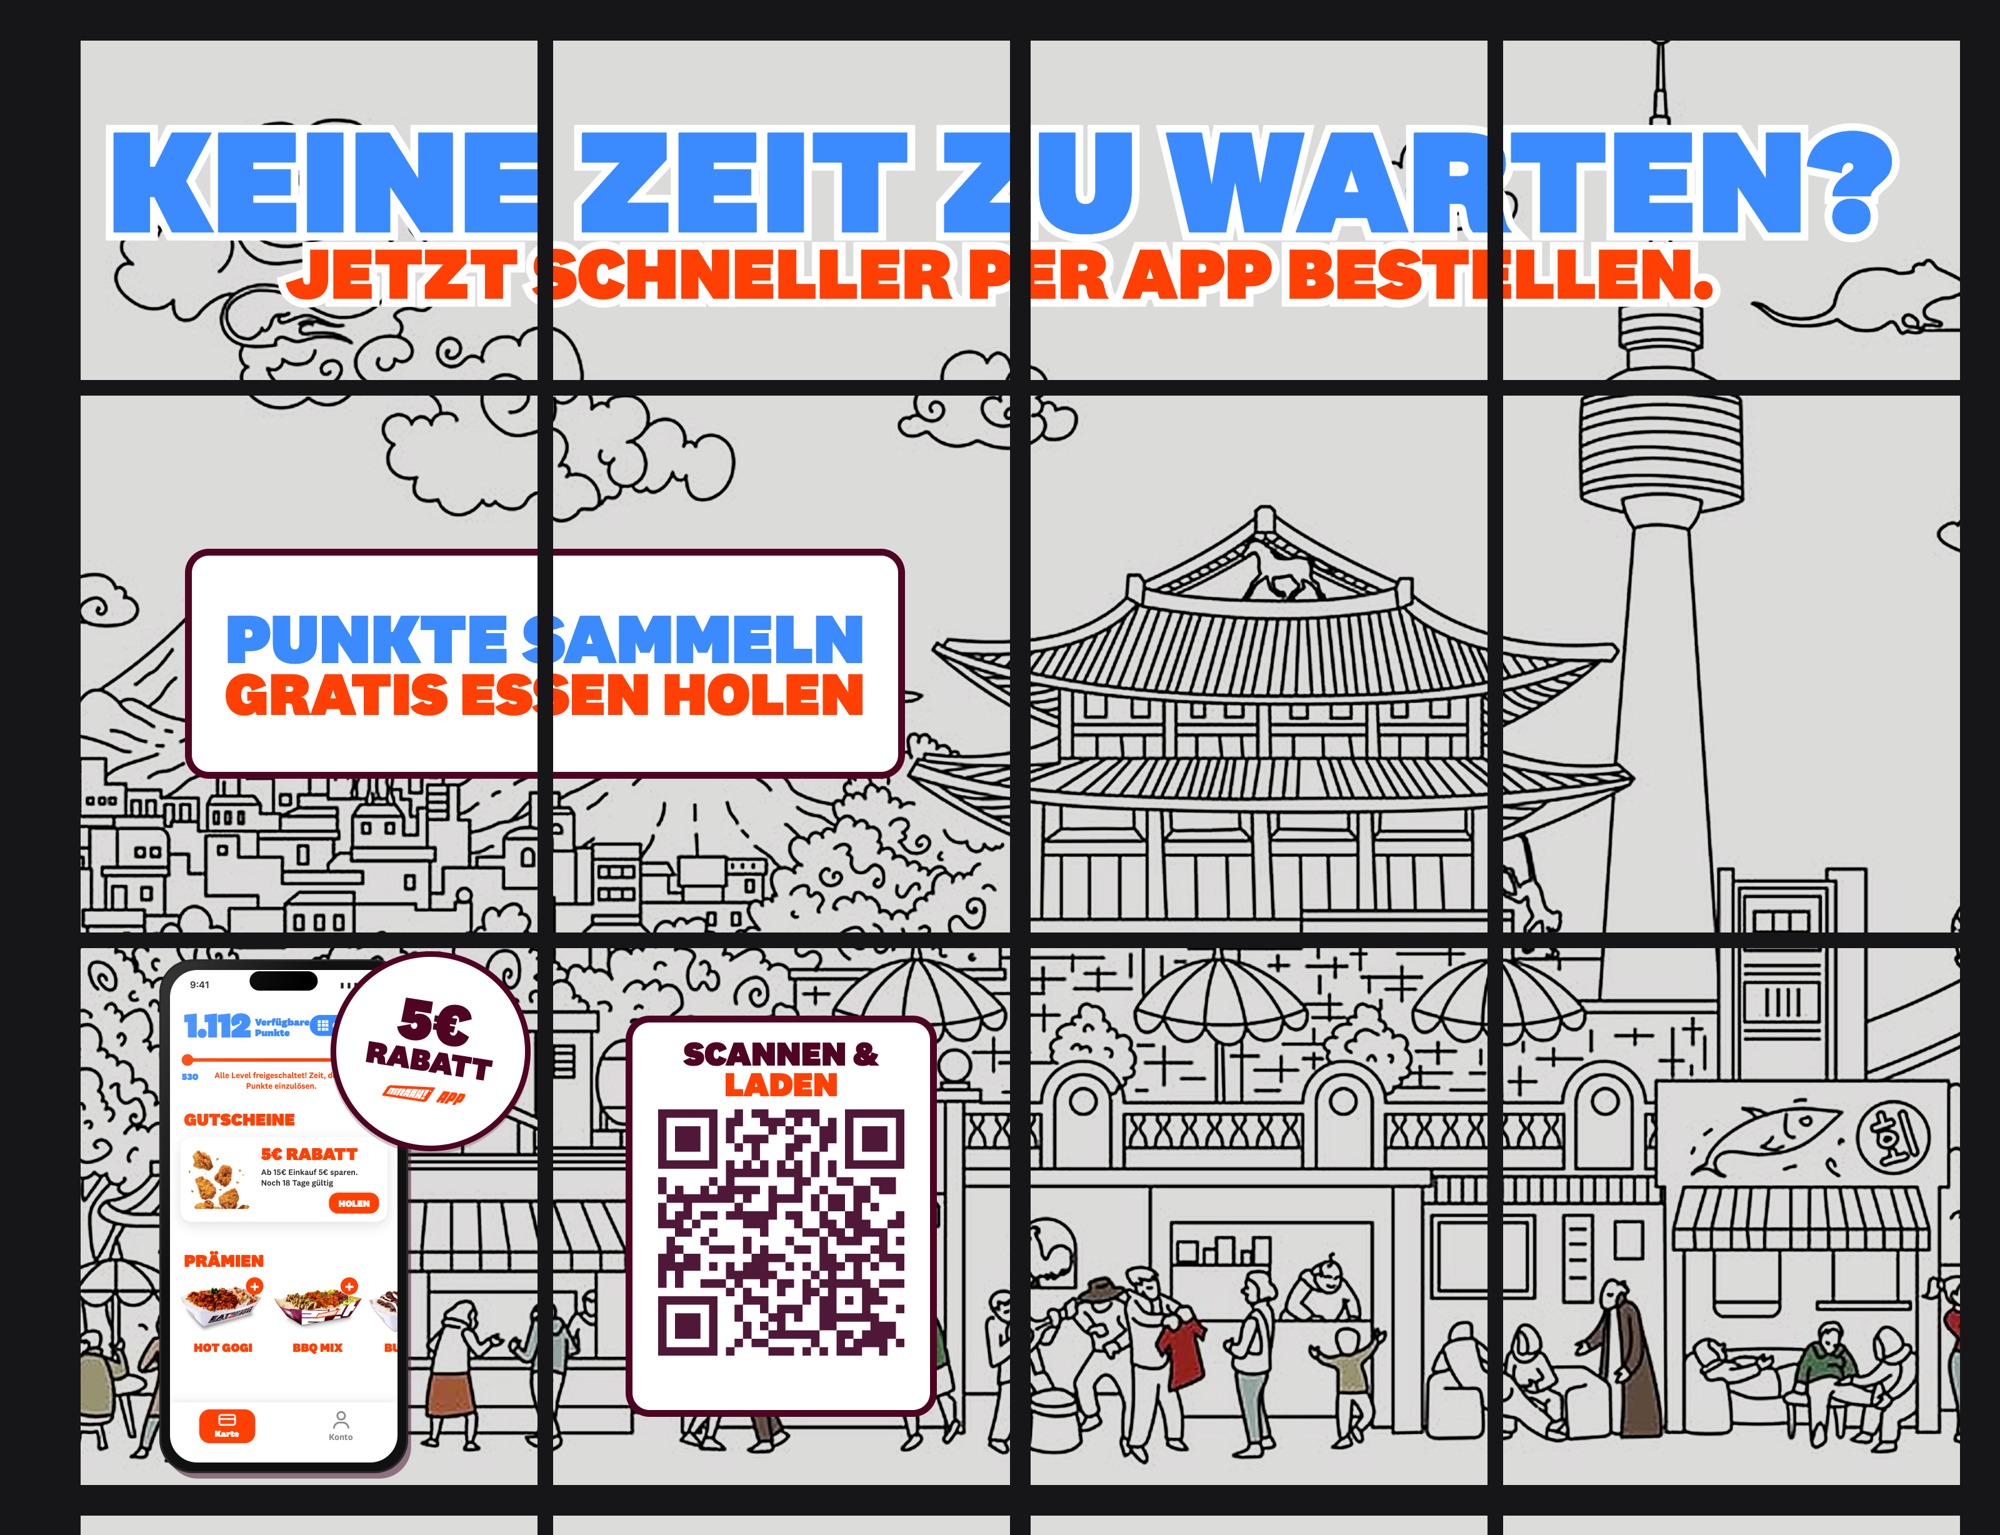 KEINE ZEIT ZU WARTEN?
JETZT SCHNELLER PER APP BESTELLEN.
PUNKTE SAMMELN
GRATIS ESSEN HOLEN
9:41
1.112 Verfügbare
Punkte
530
Alle Level freigeschaltet! Zeit,
Punkte einzulösen.
5€
RABATT
APP
GUTSCHEINE
5€ RABATT
Ab 15€ Einkauf 5€ sparen.
Noch 18 Tage gültig
HOLEN
PRÄMIEN
HOT GOGI
BBQ MIX
Karte
Konto
SCANNEN &
LADEN
회